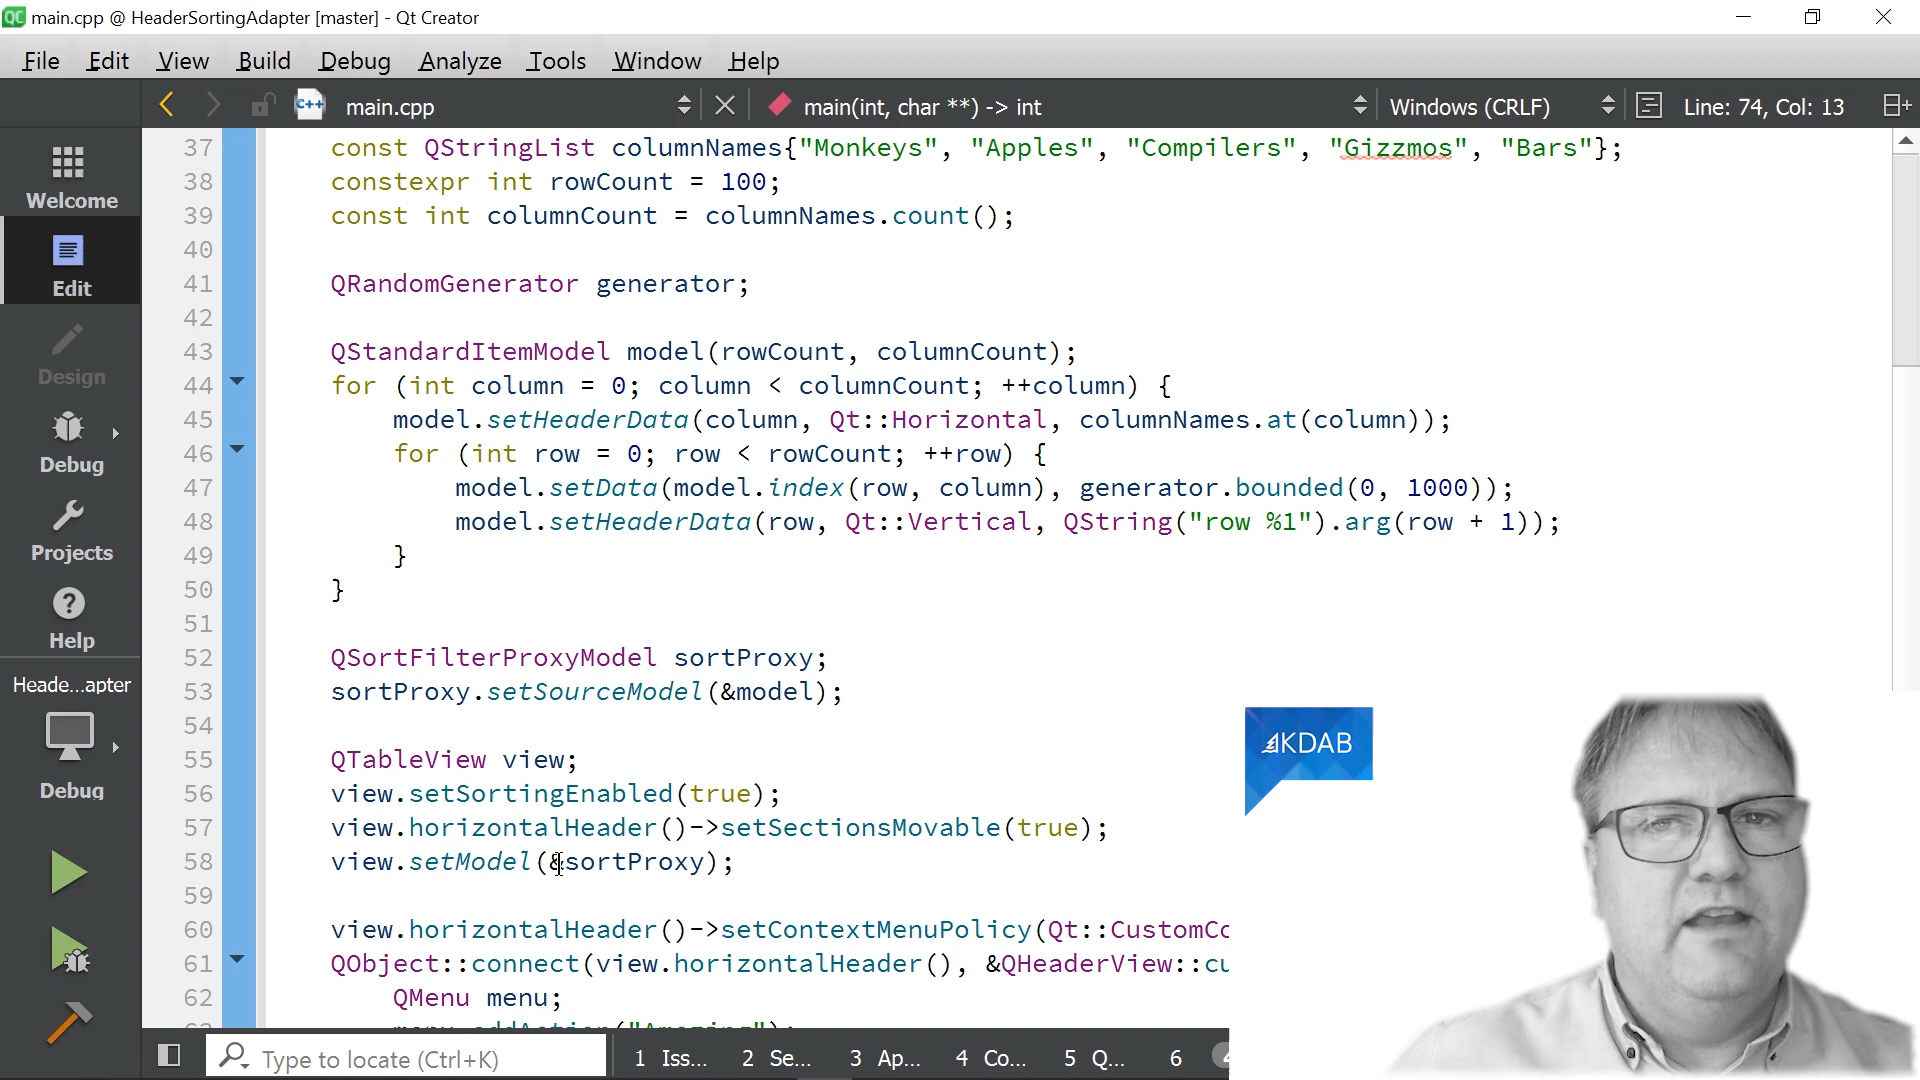 main.cpp @ HeaderSortingAdapter [master] - Qt Creator
File Edit View Build Debug Analyze Tools Window Help
main.cpp main(int, char **) -> int Windows (CRLF) Line: 74, Col: 13
Welcome
Edit
Design
Debug
Projects
Help
Heade...apter
Debug
37 const QStringList columnNames{"Monkeys", "Apples", "Compilers", "Gizzmos", "Bars"};
38 constexpr int rowCount = 100;
39 const int columnCount = columnNames.count();
40
41 QRandomGenerator generator;
42
43 QStandardItemModel model(rowCount, columnCount);
44 for (int column = 0; column < columnCount; ++column) {
45 model.setHeaderData(column, Qt::Horizontal, columnNames.at(column));
46 for (int row = 0; row < rowCount; ++row) {
47 model.setData(model.index(row, column), generator.bounded(0, 1000));
48 model.setHeaderData(row, Qt::Vertical, QString("row %1").arg(row + 1));
49 }
50 }
51
52 QSortFilterProxyModel sortProxy;
53 sortProxy.setSourceModel(&model);
54
55 QTableView view;
56 view.setSortingEnabled(true);
57 view.horizontalHeader()->setSectionsMovable(true);
58 view.setModel(&sortProxy);
59
60 view.horizontalHeader()->setContextMenuPolicy(Qt::CustomCo
61 QObject::connect(view.horizontalHeader(), &QHeaderView::cu
62 QMenu menu;
KDAB
Type to locate (Ctrl+K) 1 Iss... 2 Se... 3 Ap... 4 Co... 5 Q... 6